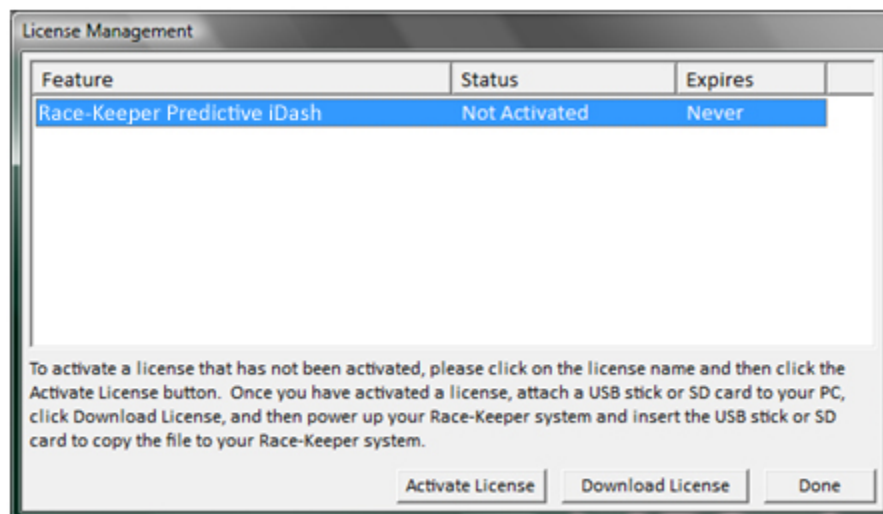 License Management
Feature Status Expires
Race-Keeper Predictive iDash Not Activated Never
To activate a license that has not been activated, please click on the license name and then click the
Activate License button. Once you have activated a license, attach a USB stick or SD card to your PC,
click Download License, and then power up your Race-Keeper system and insert the USB stick or SD
card to copy the file to your Race-Keeper system.
Activate License Download License Done